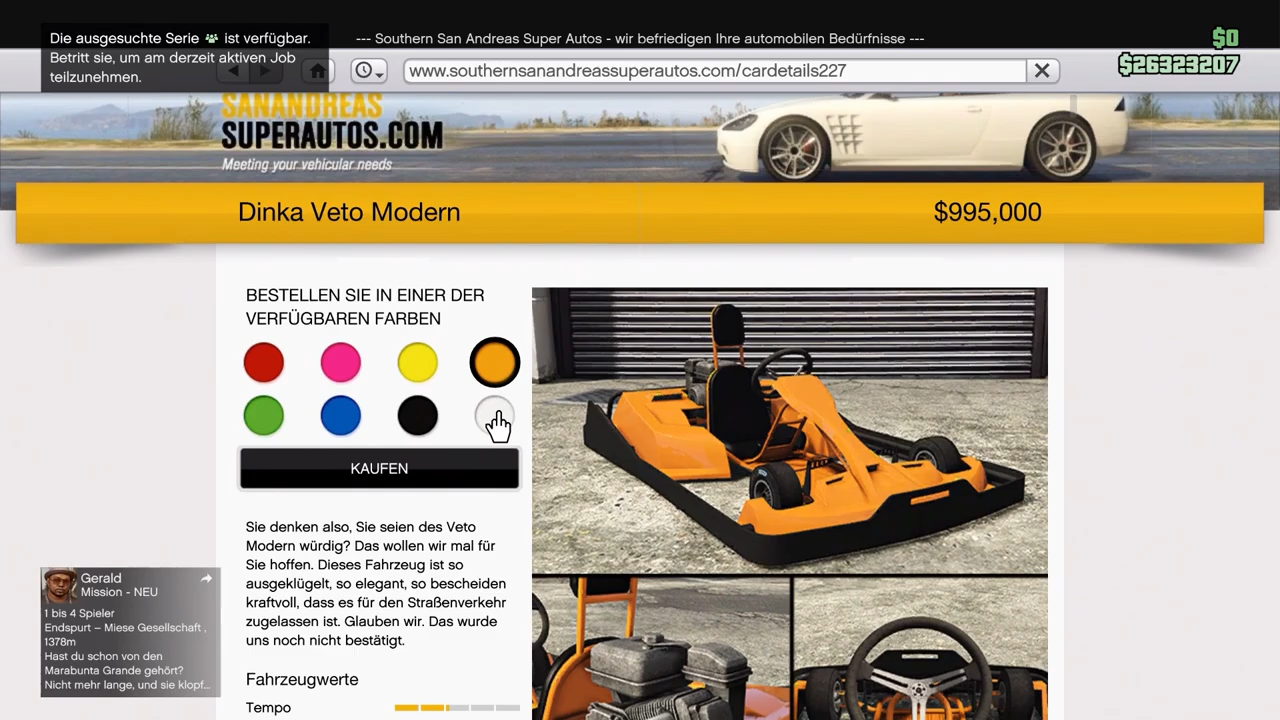 Die ausgesuchte Serie ist verfügbar.
Betritt sie, um am derzeit aktiven Job
teilzunehmen.
--- Southern San Andreas Super Autos - wir befriedigen Ihre automobilen Bedürfnisse ---
$0
$26323207
www.southernsanandreassuperautos.com/cardetails227
SANANDREAS
SUPERAUTOS.COM
Meeting your vehicular needs
Dinka Veto Modern
$995,000
BESTELLEN SIE IN EINER DER
VERFÜGBAREN FARBEN
KAUFEN
Sie denken also, Sie seien des Veto
Modern würdig? Das wollen wir mal für
Sie hoffen. Dieses Fahrzeug ist so
ausgeklügelt, so elegant, so bescheiden
kraftvoll, dass es für den Straßenverkehr
zugelassen ist. Glauben wir. Das wurde
uns noch nicht bestätigt.
Fahrzeugwerte
Tempo
Gerald
Mission - NEU
1 bis 4 Spieler
Endspurt – Miese Gesellschaft ,
1378m
Hast du schon von den
Marabunta Grande gehört?
Nicht mehr lange, und sie klopf...